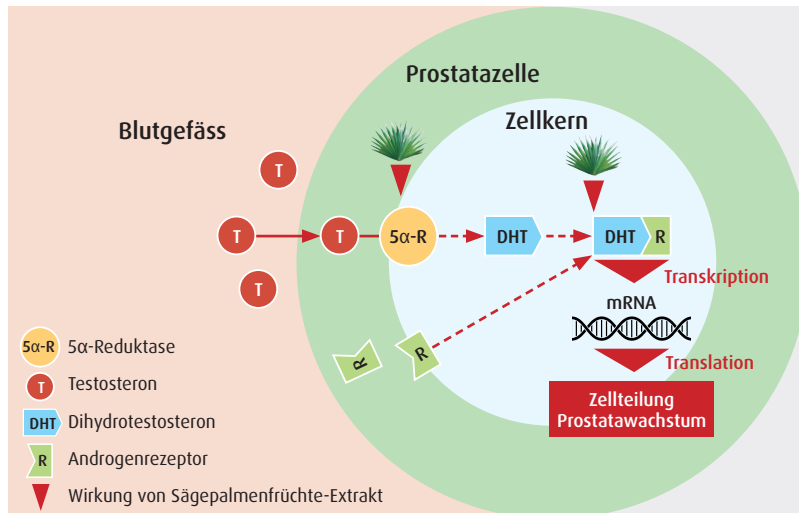 Prostatazelle
Blutgefäss
Zellkern
T
T
T
5α-R
DHT
DHT
R
T
Transkription
mRNA
R
R
Translation
Zellteilung
Prostatawachstum
5α-R 5α-Reduktase
T Testosteron
DHT Dihydrotestosteron
R Androgenrezeptor
Wirkung von Sägepalmenfrüchte-Extrakt